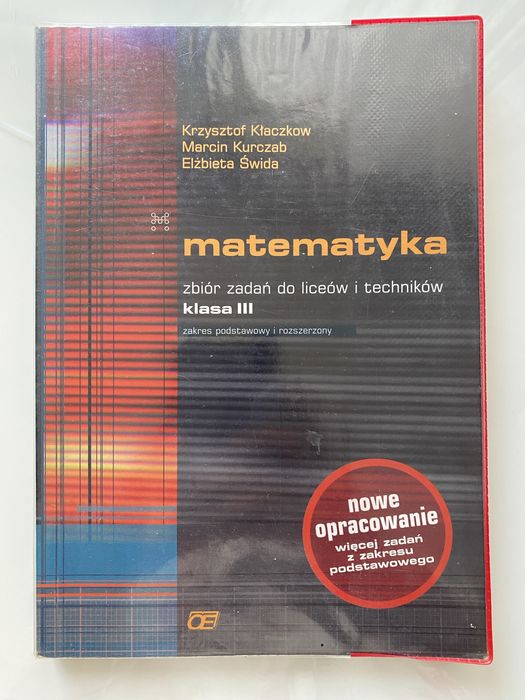 Krzysztof Kłaczkow
Marcin Kurczab
Elżbieta Świda
matematyka
zbiór zadań do liceów i techników
klasa III
zakres podstawowy i rozszerzony
nowe
opracowanie
więcej zadań
z zakresu
podstawowego
OE